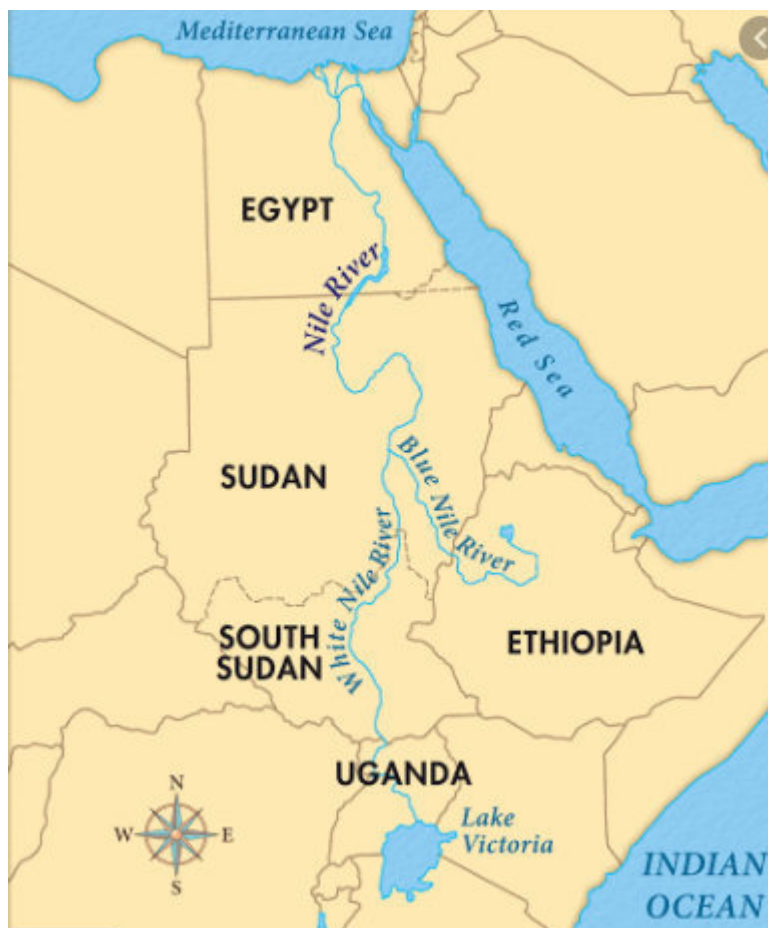 Mediterranean Sea
EGYPT
Nile River
Red Sea
SUDAN
Blue Nile River
White Nile River
SOUTH
SUDAN
ETHIOPIA
UGANDA
N
W
E
S
Lake
Victoria
INDIAN
OCEAN